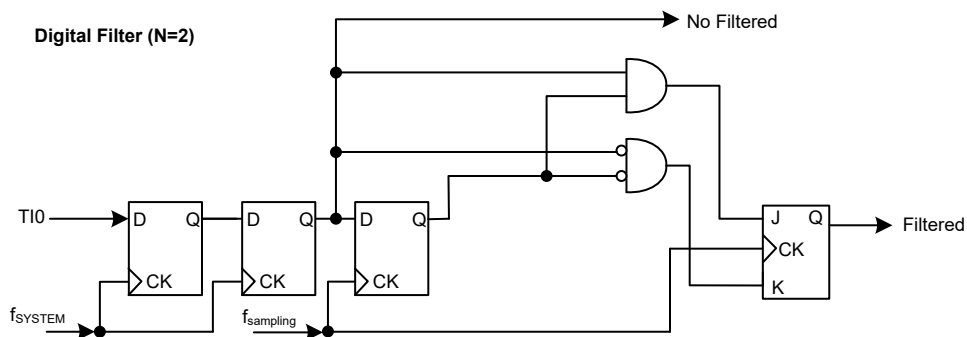 No Filtered
Digital Filter (N=2)
TI0
D Q
D Q
D Q
J Q
Filtered
CK
CK
CK
CK
K
fSYSTEM
fsampling